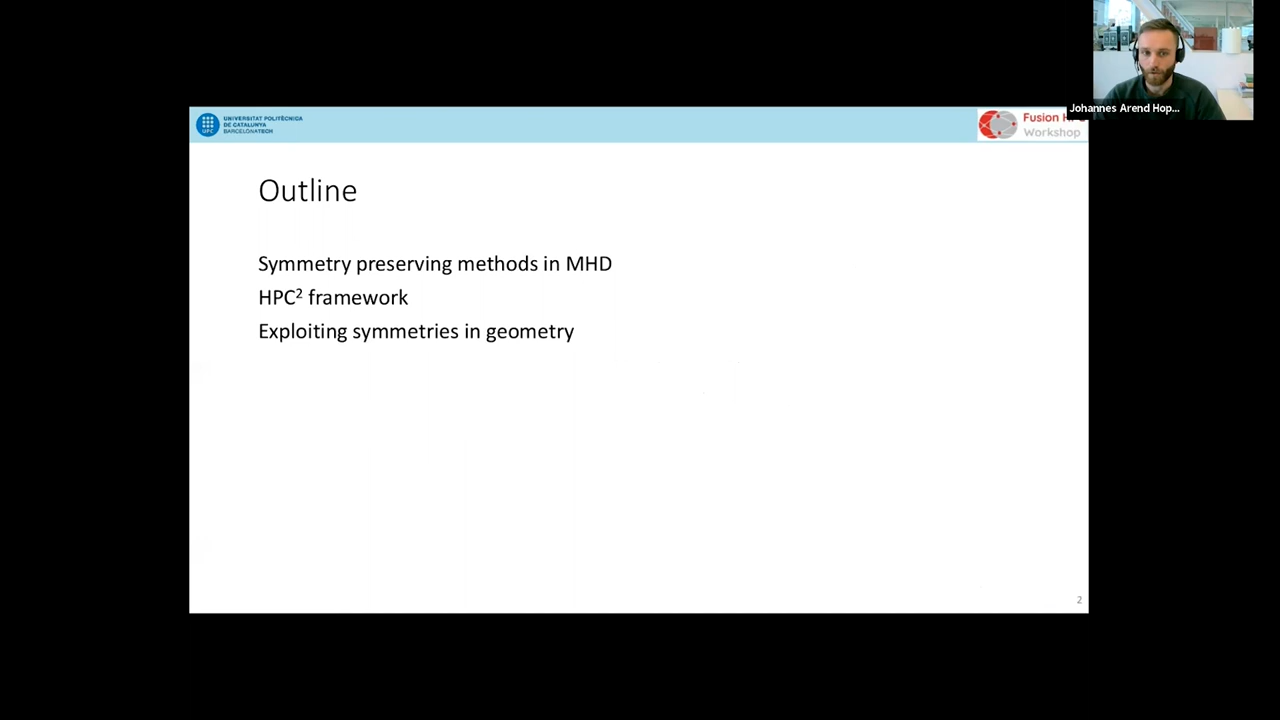 UNIVERSITAT POLITÈCNICA
DE CATALUNYA
BARCELONATECH
UPC
Fusion
Workshop
Johannes Arend Hop...
Outline
Symmetry preserving methods in MHD
HPC² framework
Exploiting symmetries in geometry
2